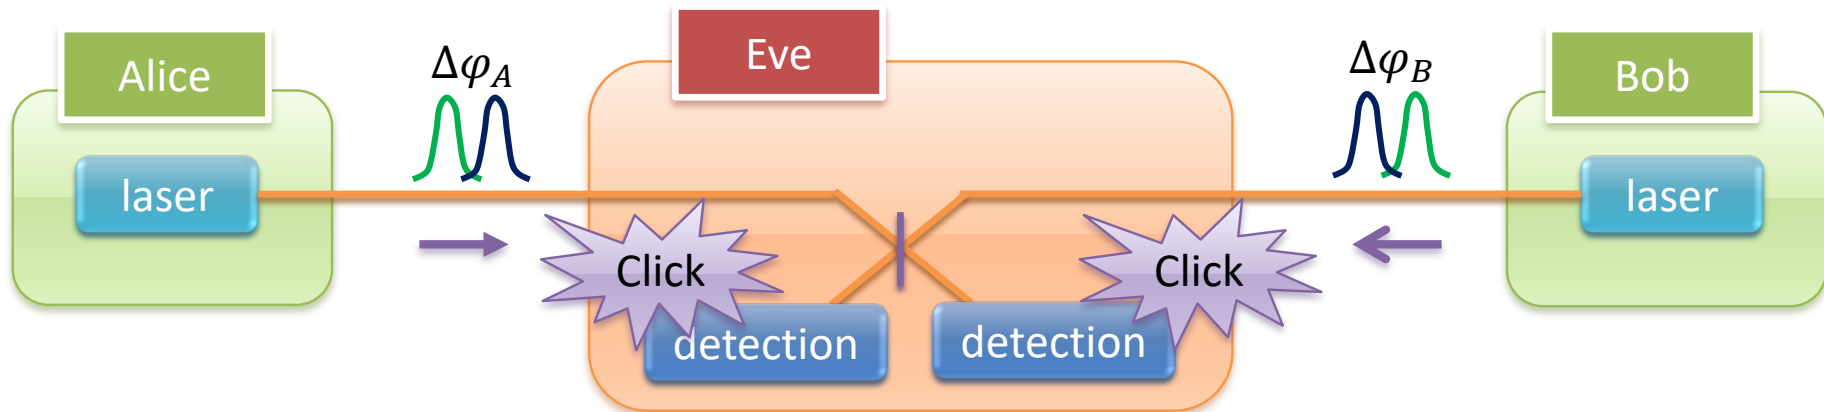 Alice
Eve
Bob
Δφ_A
Δφ_B
laser
laser
Click
Click
detection
detection